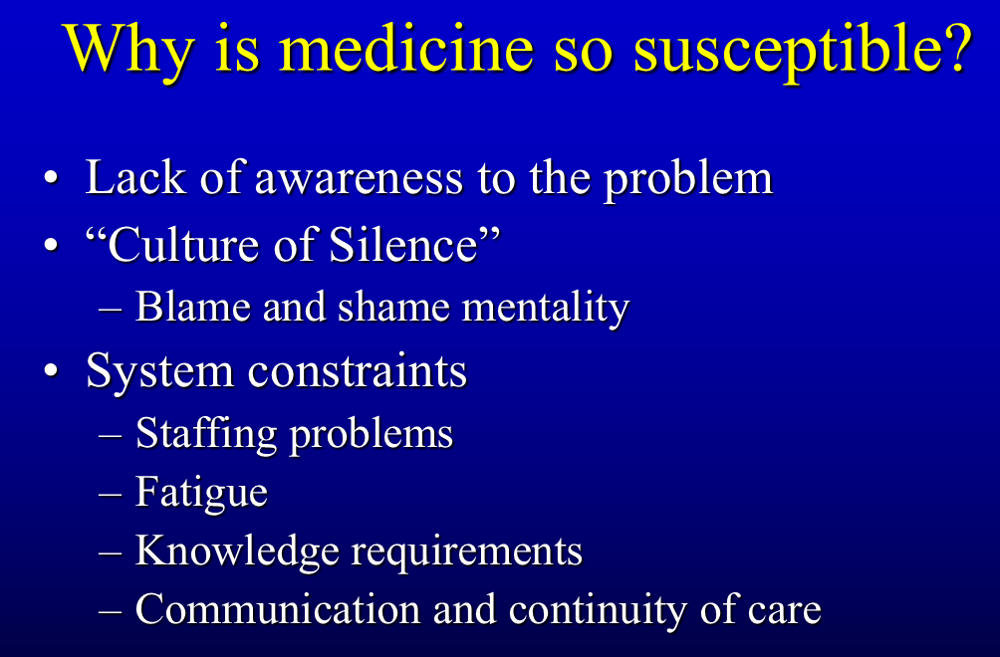 Why is medicine so susceptible?
• Lack of awareness to the problem
• “Culture of Silence”
– Blame and shame mentality
• System constraints
– Staffing problems
– Fatigue
– Knowledge requirements
– Communication and continuity of care